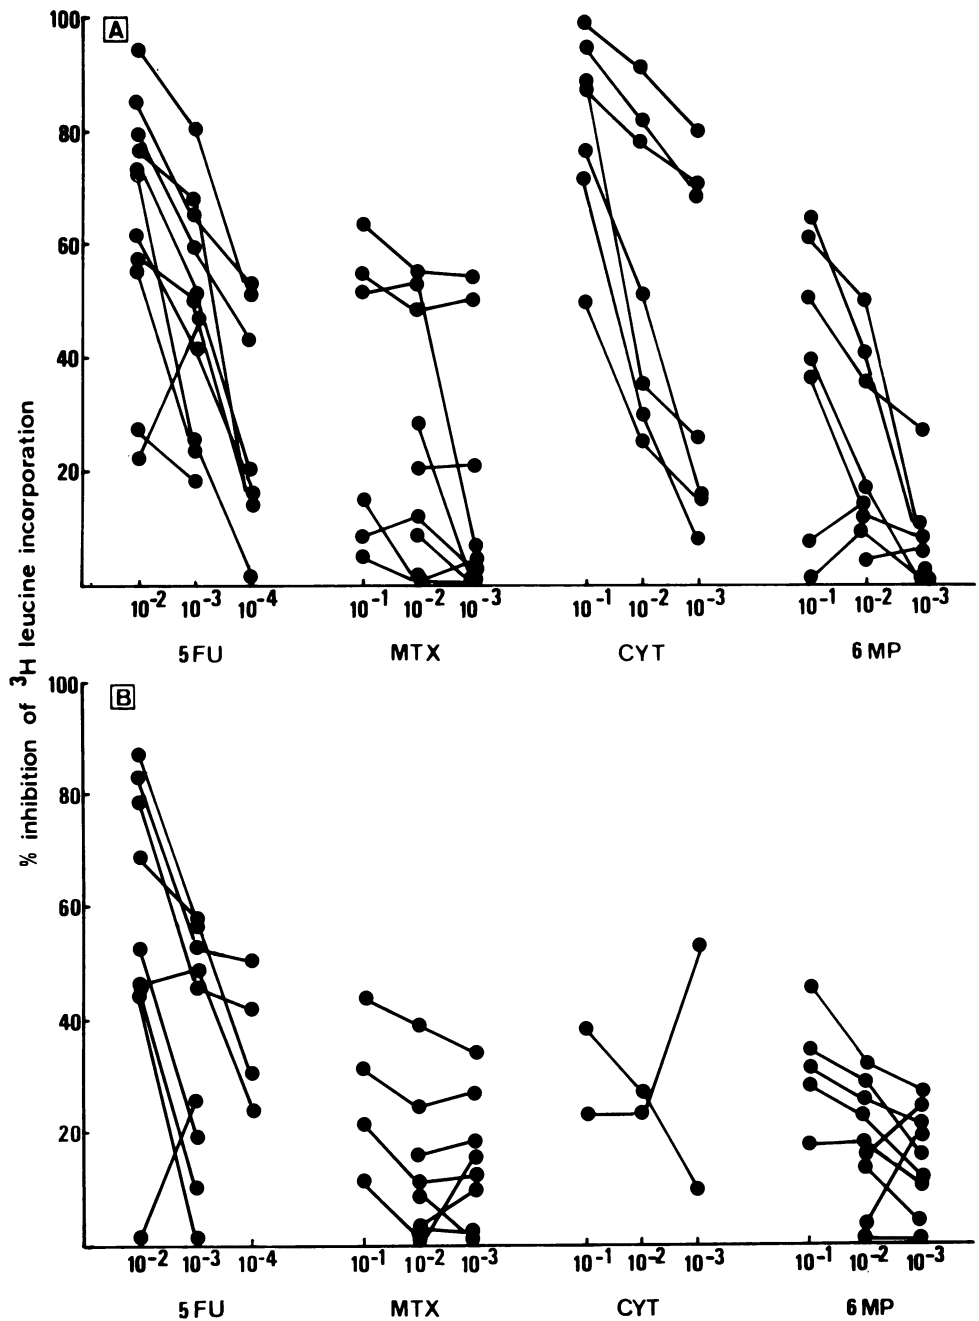 % inhibition of ³H leucine incorporation
A
100
80
60
40
20
10⁻² 10⁻³ 10⁻⁴ 10⁻¹ 10⁻² 10⁻³ 10⁻¹ 10⁻² 10⁻³ 10⁻¹ 10⁻² 10⁻³
5FU MTX CYT 6MP
B
100
80
60
40
20
10⁻² 10⁻³ 10⁻⁴ 10⁻¹ 10⁻² 10⁻³ 10⁻¹ 10⁻² 10⁻³ 10⁻¹ 10⁻² 10⁻³
5FU MTX CYT 6MP